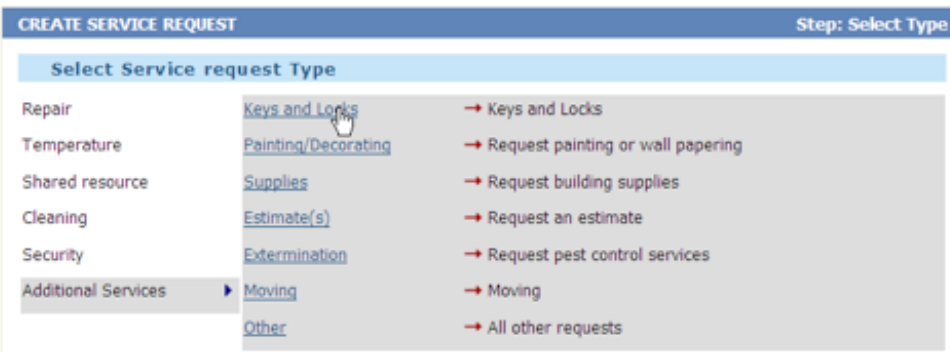 CREATE SERVICE REQUEST Step: Select Type
Select Service request Type
Repair Keys and Locks → Keys and Locks
Temperature Painting/Decorating → Request painting or wall papering
Shared resource Supplies → Request building supplies
Cleaning Estimate(s) → Request an estimate
Security Extermination → Request pest control services
Additional Services Moving → Moving
Other → All other requests